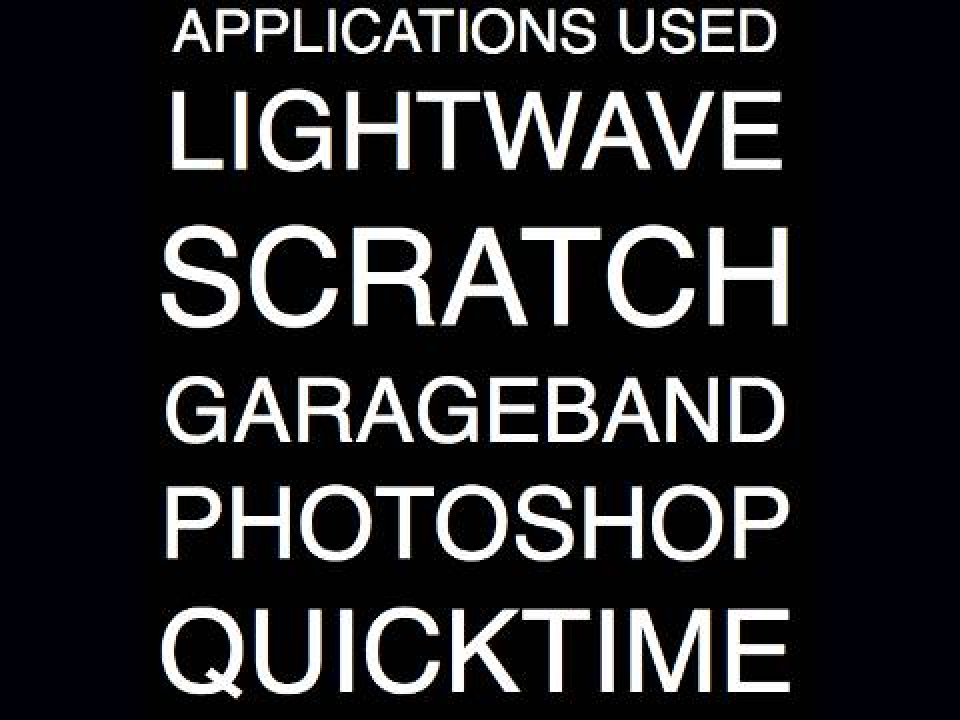 APPLICATIONS USED
LIGHTWAVE
SCRATCH
GARAGEBAND
PHOTOSHOP
QUICKTIME